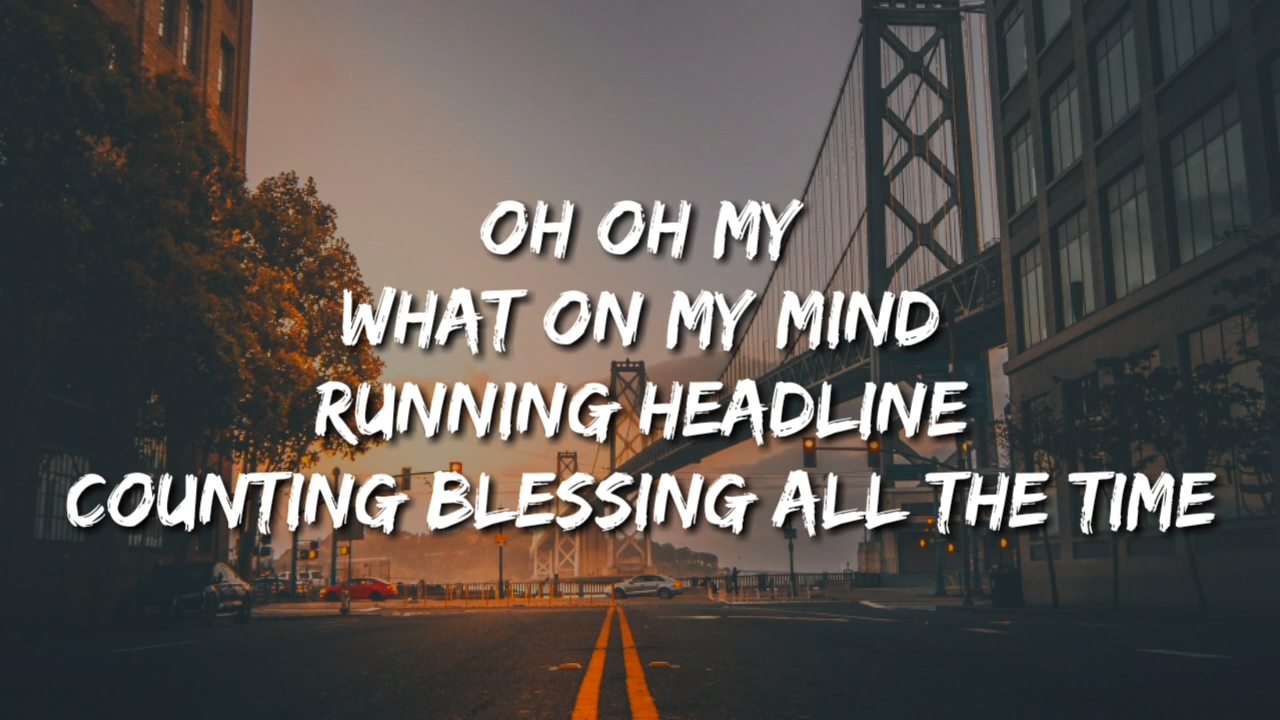 OH OH MY
WHAT ON MY MIND
RUNNING HEADLINE
COUNTING BLESSING ALL THE TIME